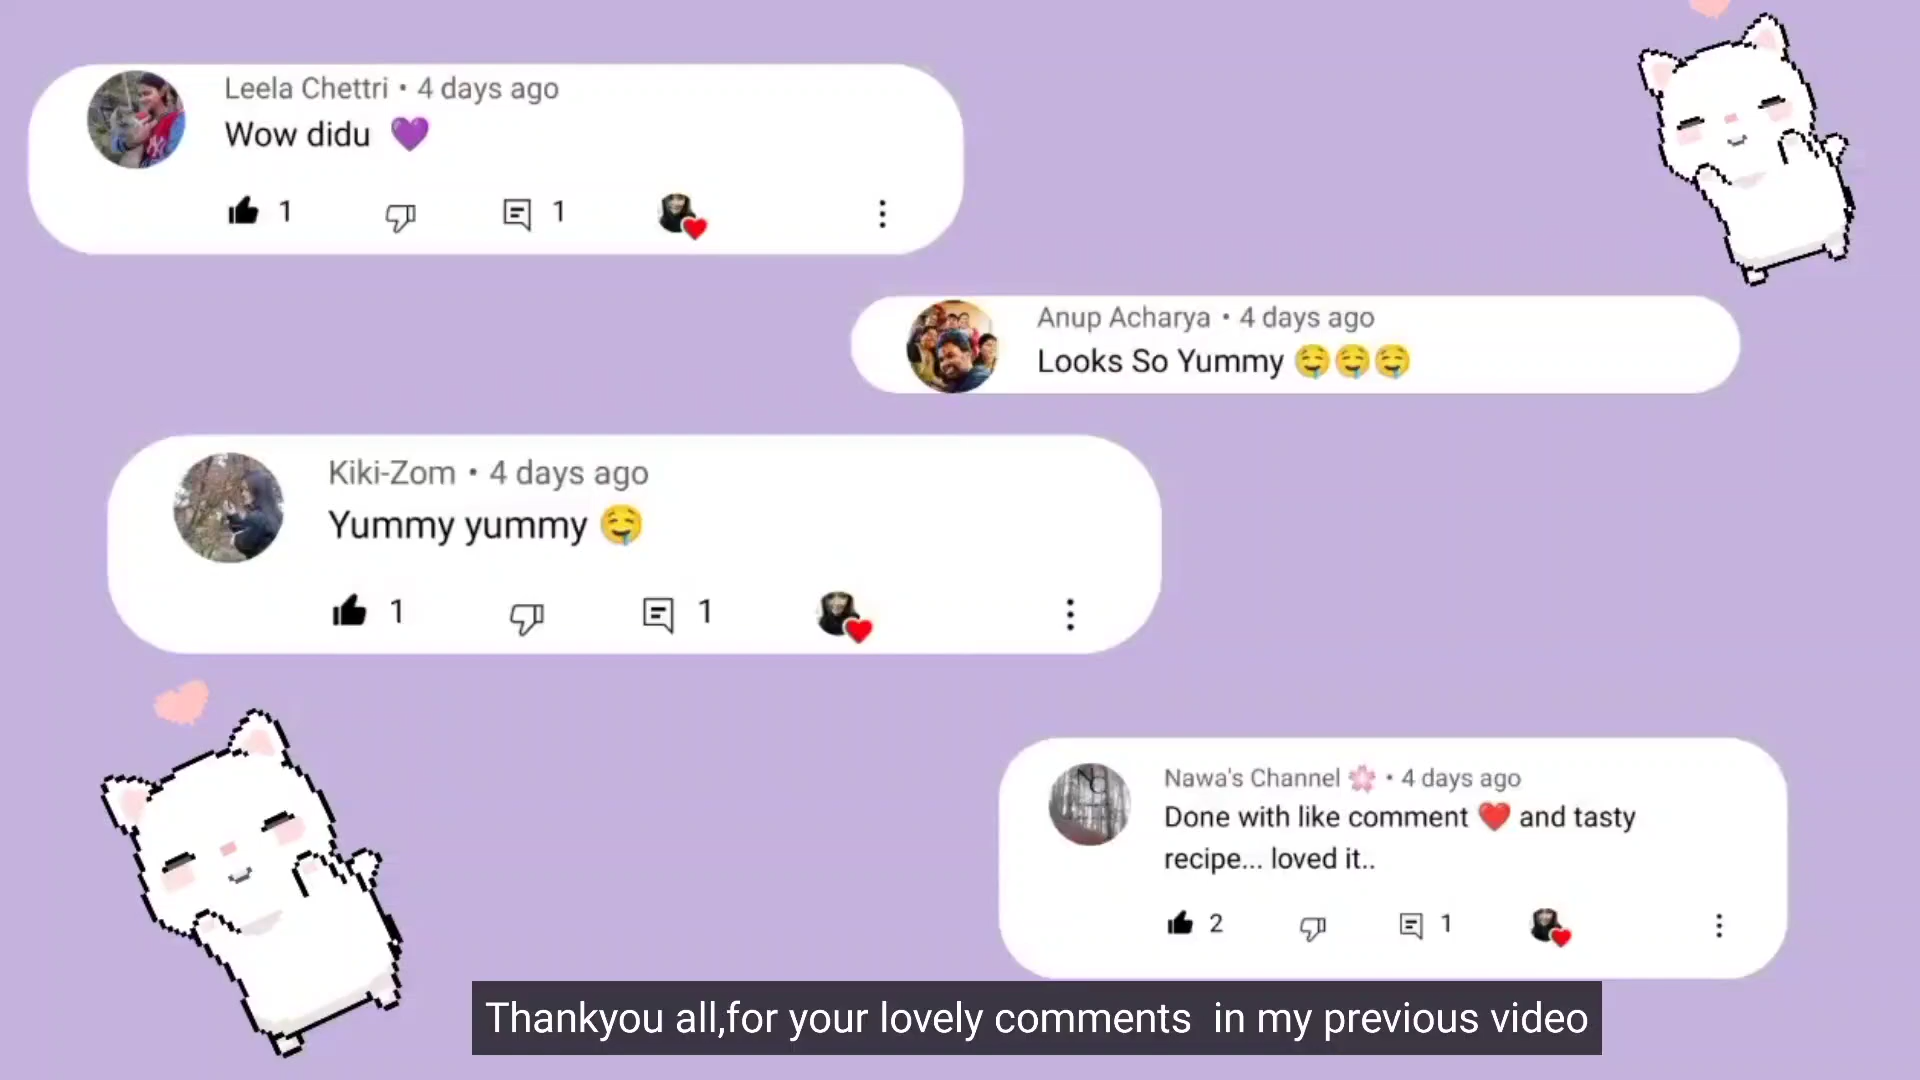 Leela Chettri • 4 days ago
Wow didu 💜
1
1
Anup Acharya • 4 days ago
Looks So Yummy 🤤🤤🤤
Kiki-Zom • 4 days ago
Yummy yummy 🤤
1
1
Nawa's Channel 🌸 • 4 days ago
Done with like comment ❤️ and tasty
recipe... loved it..
2
1
Thankyou all,for your lovely comments  in my previous video